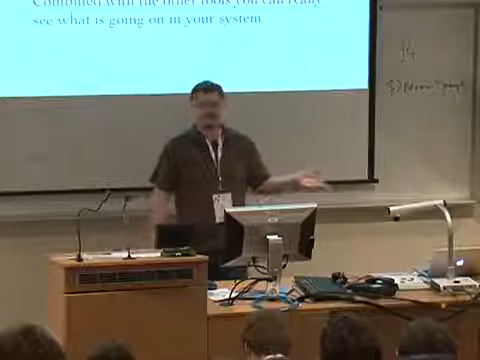 Combined with the other tools you can really
see what is going on in your system